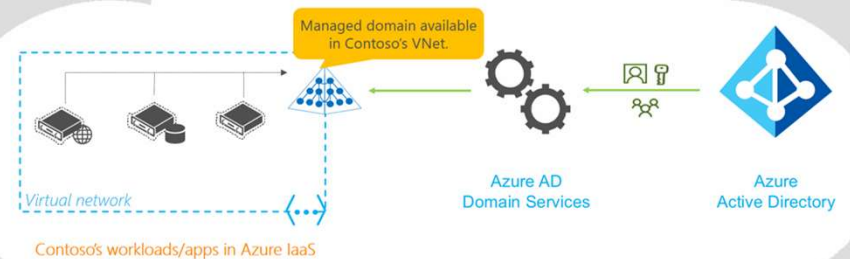 Managed domain available
in Contoso's VNet.
Virtual network
Azure AD
Domain Services
Azure
Active Directory
Contoso's workloads/apps in Azure IaaS